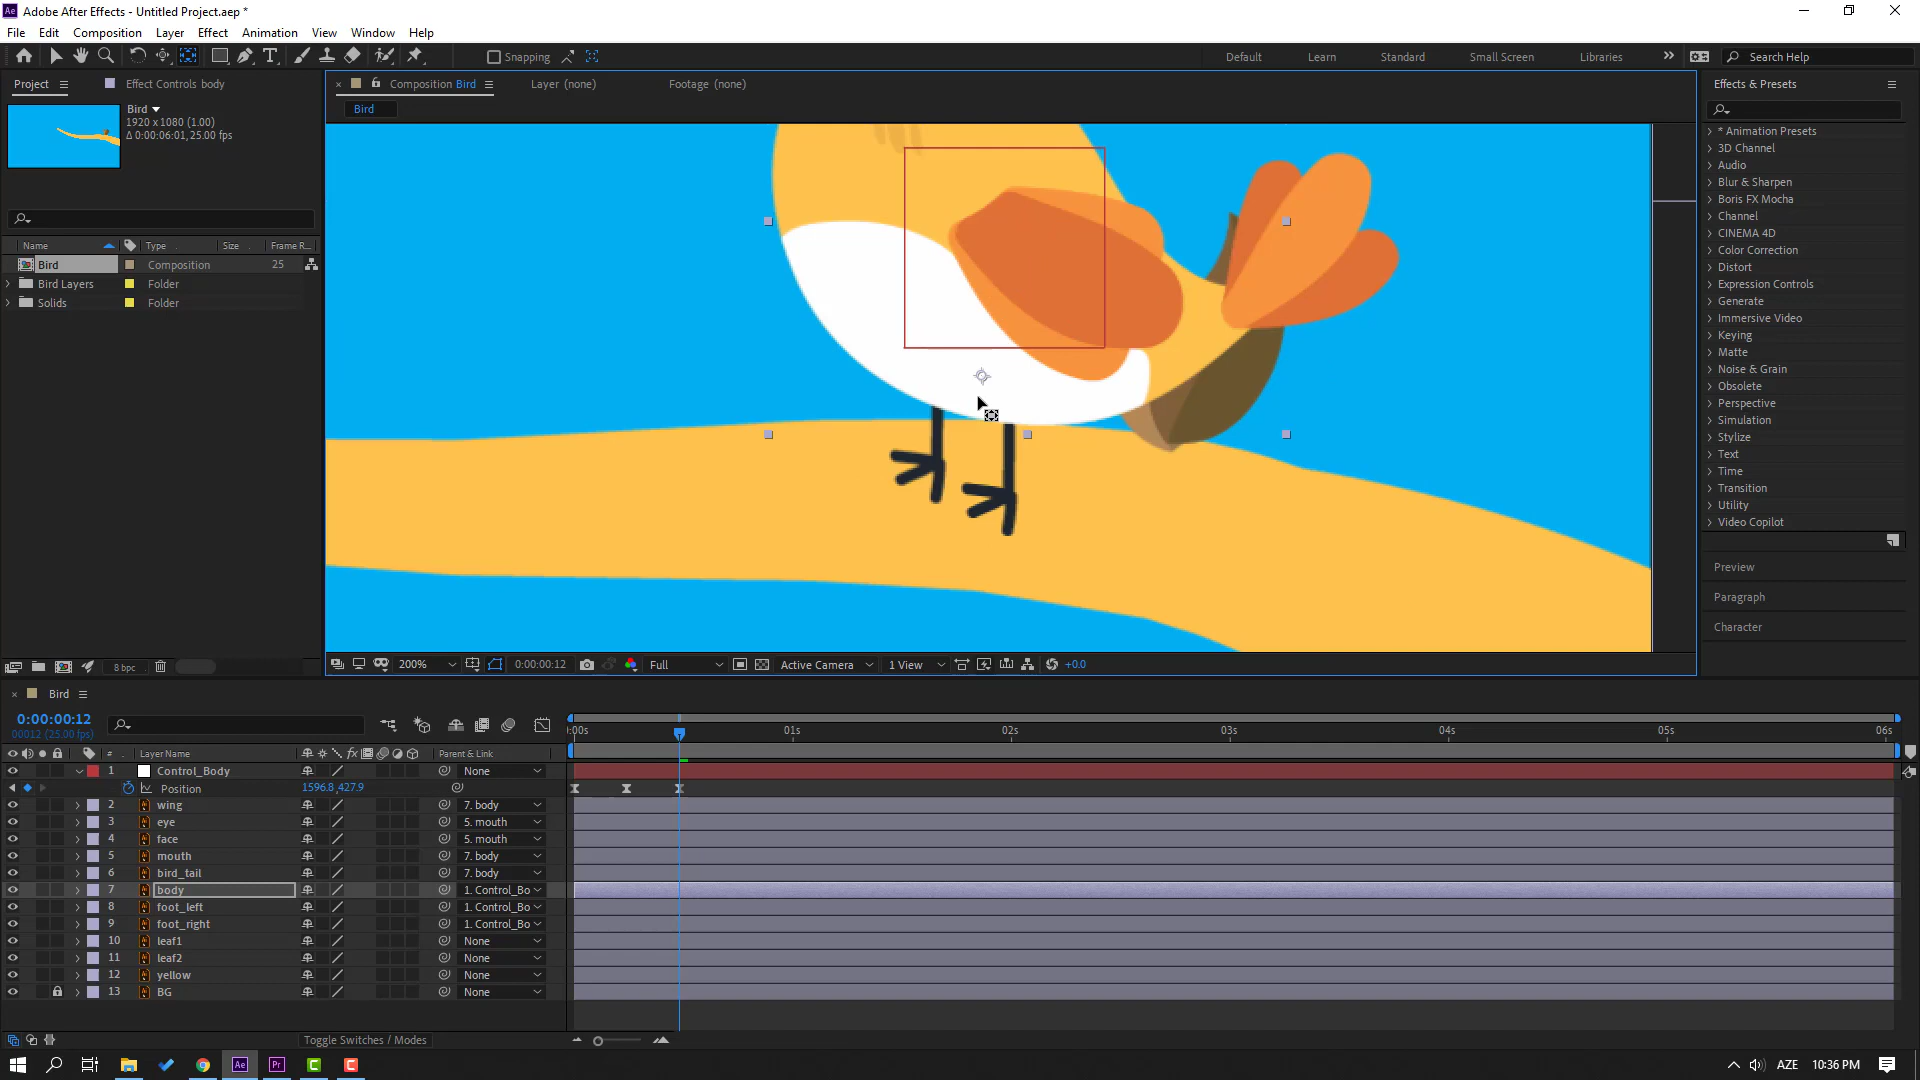 Adobe After Effects - Untitled Project.aep *
File Edit Composition Layer Effect Animation View Window Help
Snapping
Default Learn Standard Small Screen Libraries Search Help
Project Effect Controls body
Bird
1920 x 1080 (1.00)
Δ 0:00:06:01, 25.00 fps
Name Type Size Frame R...
Bird Composition 25
Bird Layers Folder
Solids Folder
8 bpc
Composition Bird Layer (none) Footage (none)
Bird
200% 0:00:00:12 Full Active Camera 1 View +0.0
Effects & Presets
* Animation Presets
3D Channel
Audio
Blur & Sharpen
Boris FX Mocha
Channel
CINEMA 4D
Color Correction
Distort
Expression Controls
Generate
Immersive Video
Keying
Matte
Noise & Grain
Obsolete
Perspective
Simulation
Stylize
Text
Time
Transition
Utility
Video Copilot
Preview
Paragraph
Character
Bird
0:00:00:12
00012 (25.00 fps)
:00s 01s 02s 03s 04s 05s 06s
# Layer Name fx Parent & Link
1 Control_Body None
Position 1596.8,427.9
2 wing 7. body
3 eye 5. mouth
4 face 5. mouth
5 mouth 7. body
6 bird_tail 7. body
7 body 1. Control_Bo
8 foot_left 1. Control_Bo
9 foot_right 1. Control_Bo
10 leaf1 None
11 leaf2 None
12 yellow None
13 BG None
Toggle Switches / Modes
AZE 10:36 PM